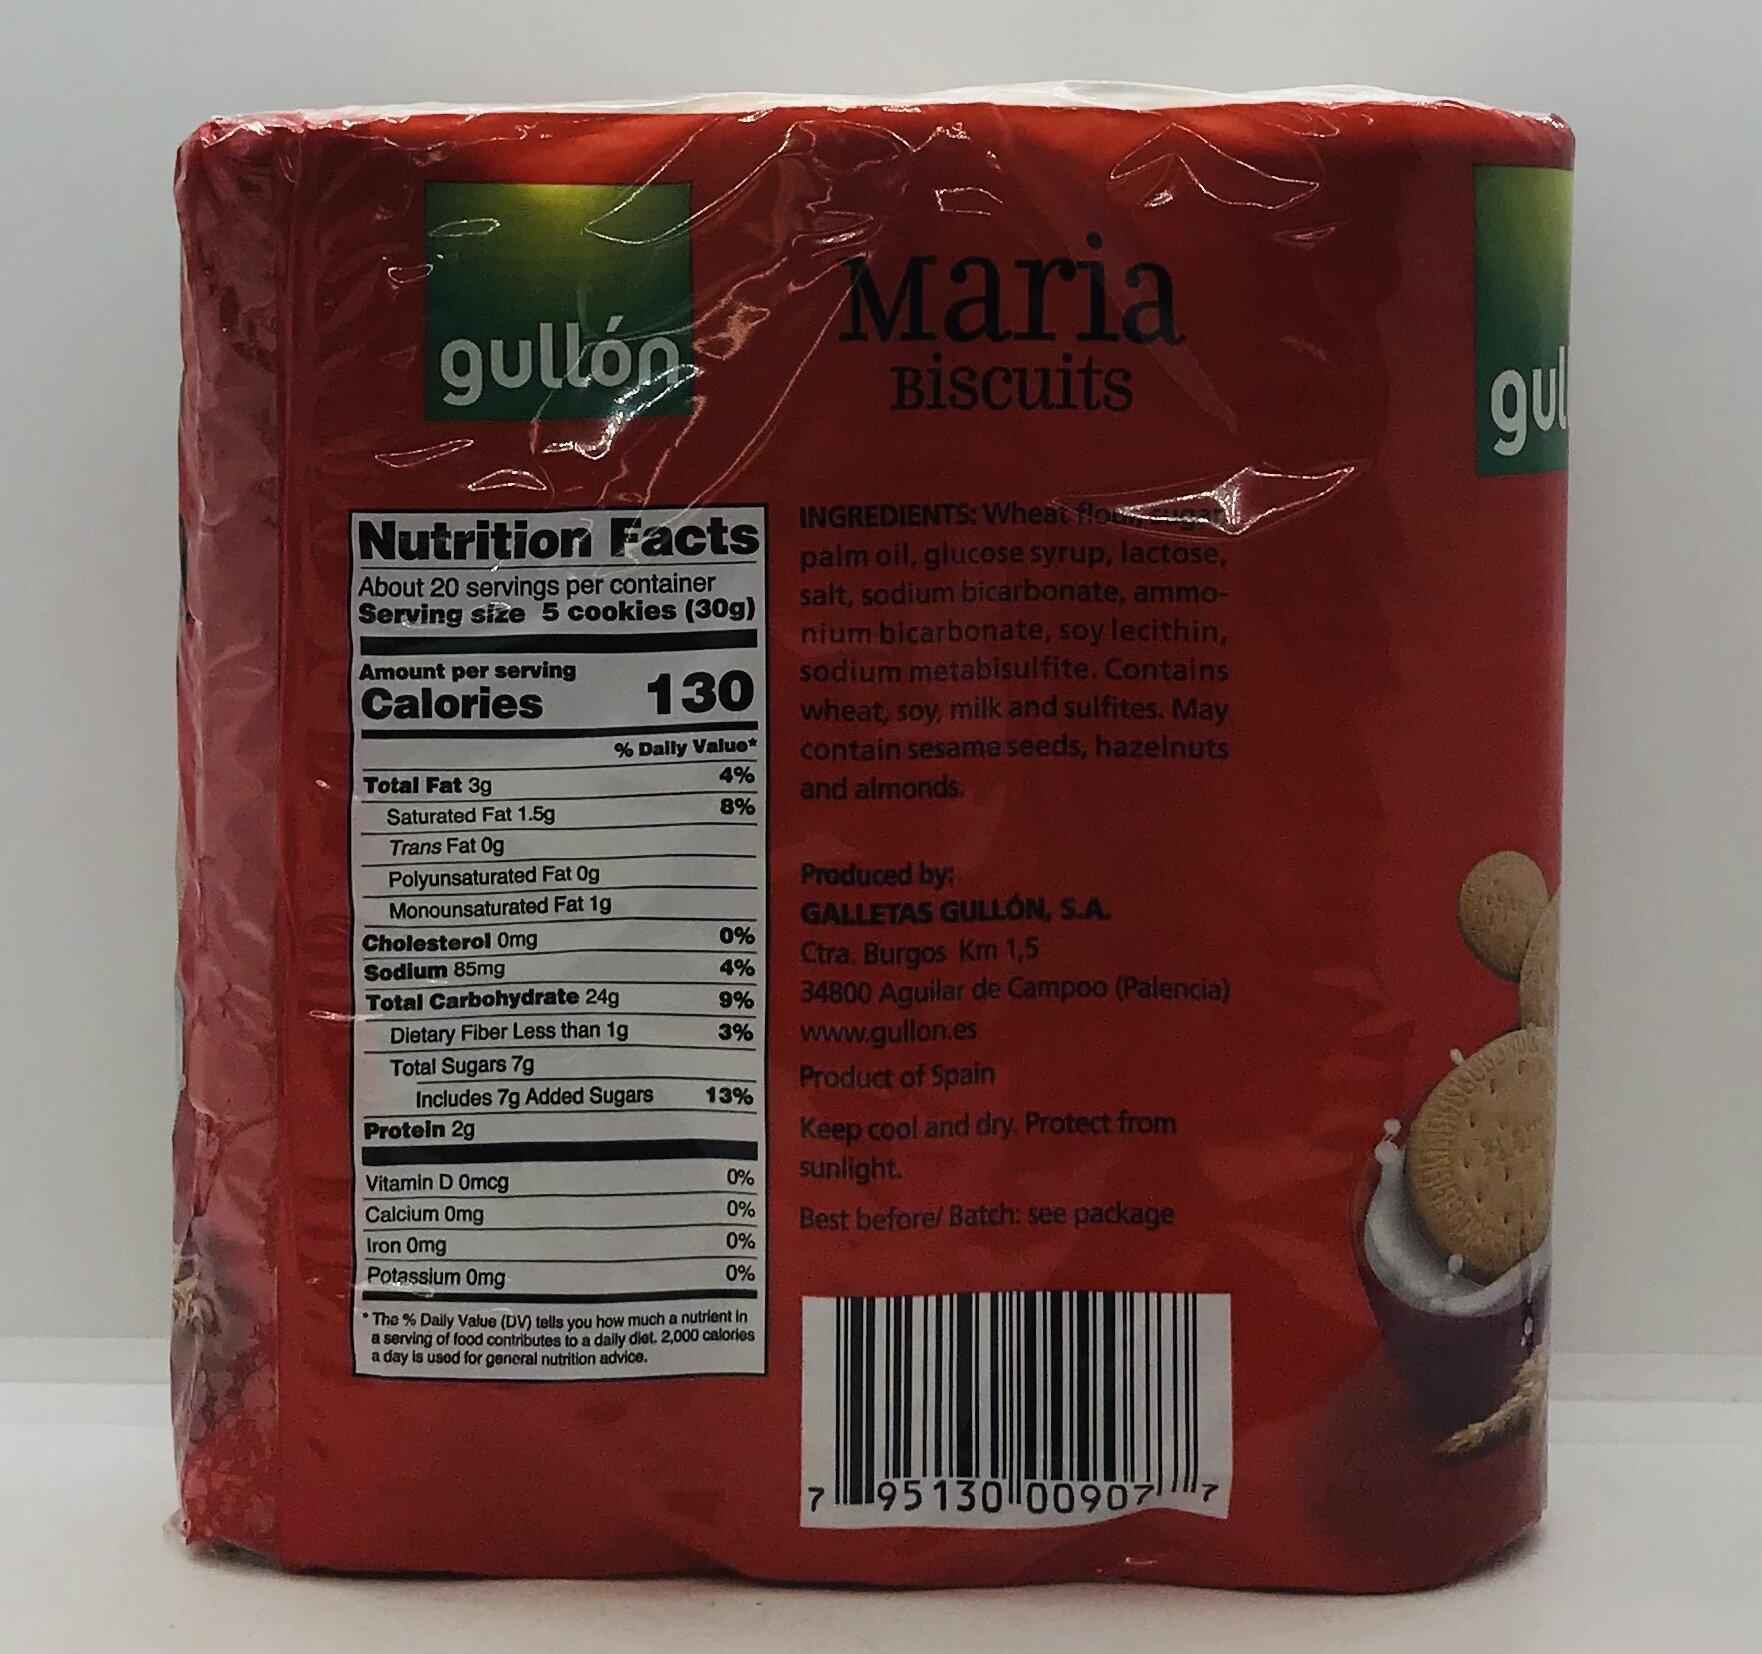 gullón
Maria
Biscuits
gul
Nutrition Facts
About 20 servings per container
Serving size 5 cookies (30g)
Amount per serving
Calories 130
% Daily Value*
Total Fat 3g 4%
Saturated Fat 1.5g 8%
Trans Fat 0g
Polyunsaturated Fat 0g
Monounsaturated Fat 1g
Cholesterol 0mg 0%
Sodium 85mg 4%
Total Carbohydrate 24g 9%
Dietary Fiber Less than 1g 3%
Total Sugars 7g
Includes 7g Added Sugars 13%
Protein 2g
Vitamin D 0mcg 0%
Calcium 0mg 0%
Iron 0mg 0%
Potassium 0mg 0%
* The % Daily Value (DV) tells you how much a nutrient in
a serving of food contributes to a daily diet. 2,000 calories
a day is used for general nutrition advice.
INGREDIENTS: Wheat flour, sugar,
palm oil, glucose syrup, lactose,
salt, sodium bicarbonate, ammo-
nium bicarbonate, soy lecithin,
sodium metabisulfite. Contains
wheat, soy, milk and sulfites. May
contain sesame seeds, hazelnuts
and almonds.
Produced by:
GALLETAS GULLÓN, S.A.
Ctra. Burgos Km 1,5
34800 Aguilar de Campoo (Palencia)
www.gullon.es
Product of Spain
Keep cool and dry. Protect from
sunlight.
Best before/ Batch: see package
7 95130 00907 7